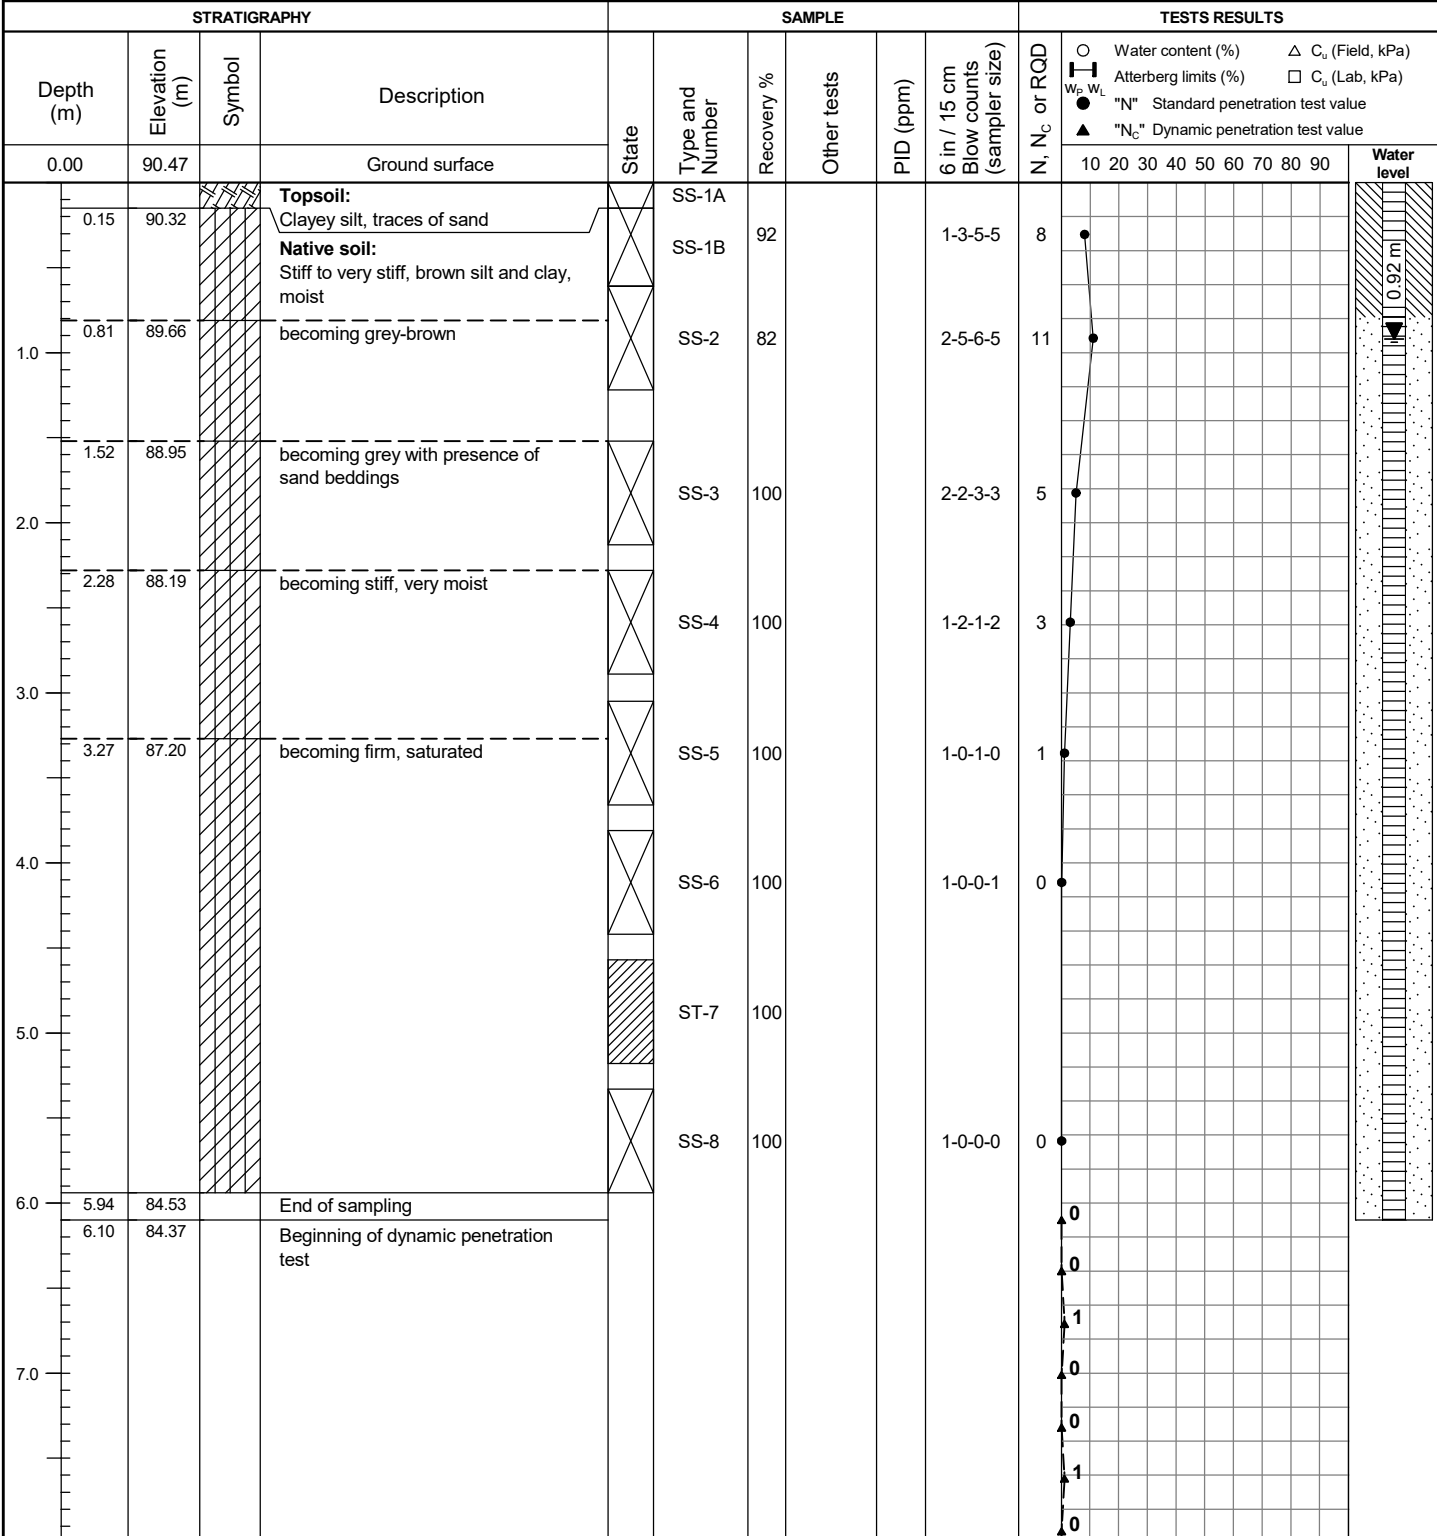 STRATIGRAPHY SAMPLE TESTS RESULTS
Depth (m)
Elevation (m)
Symbol
Description
State
Type and Number
Recovery %
Other tests
PID (ppm)
6 in / 15 cm Blow counts (sampler size)
N, NC or RQD
Water content (%)
Cu (Field, kPa)
Atterberg limits (%)
Cu (Lab, kPa)
WP WL
"N" Standard penetration test value
"NC" Dynamic penetration test value
0.00 90.47 Ground surface
10 20 30 40 50 60 70 80 90
Water level
Topsoil:
SS-1A
0.15 90.32 Clayey silt, traces of sand
92 1-3-5-5 8
Native soil:
SS-1B
Stiff to very stiff, brown silt and clay,
moist
0.92 m
0.81 89.66 becoming grey-brown
SS-2 82 2-5-6-5 11
1.0
1.52 88.95 becoming grey with presence of
sand beddings
SS-3 100 2-2-3-3 5
2.0
2.28 88.19 becoming stiff, very moist
SS-4 100 1-2-1-2 3
3.0
3.27 87.20 becoming firm, saturated
SS-5 100 1-0-1-0 1
4.0
SS-6 100 1-0-0-1 0
ST-7 100
5.0
SS-8 100 1-0-0-0 0
6.0
5.94 84.53 End of sampling
0
6.10 84.37 Beginning of dynamic penetration
test
0
1
7.0
0
0
1
0